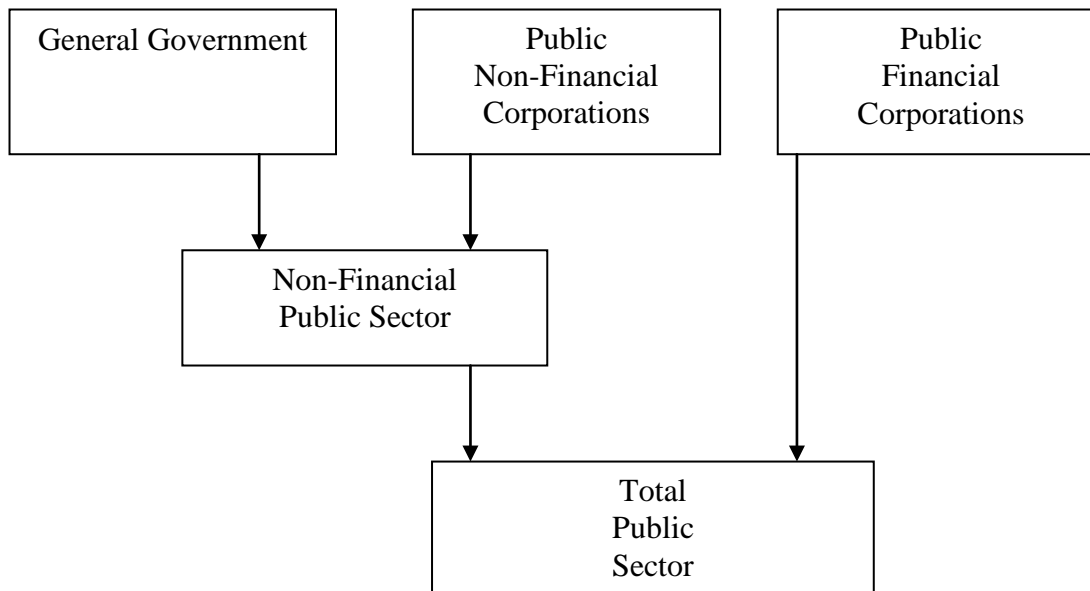 General Government
Public
Non-Financial
Corporations
Public
Financial
Corporations
Non-Financial
Public Sector
Total
Public
Sector